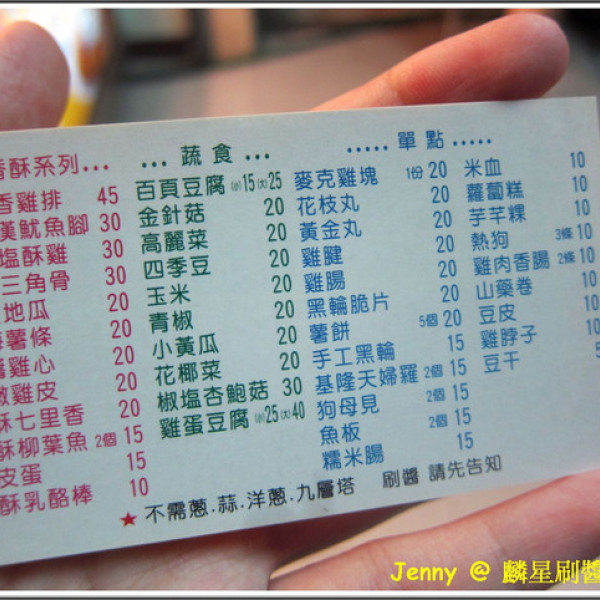 香酥系列...
香雞排 45
漢魷魚腳 30
塩酥雞 30
三角骨 30
地瓜 20
薯條 20
雞心 20
嫩雞皮 20
酥七里香 20
酥柳葉魚 2個 15
皮蛋 15
酥乳酪棒 10
... 蔬食 ...
百頁豆腐 (小)15(大)25
金針菇 20
高麗菜 20
四季豆 20
玉米 20
青椒 20
小黃瓜 20
花椰菜 20
椒塩杏鮑菇 30
雞蛋豆腐 (小)25(大)40
..... 單點 .....
麥克雞塊 1份 20
花枝丸 20
黃金丸 20
雞腱 20
雞腸 20
黑輪脆片 20
薯餅 5個 20
手工黑輪 15
基隆天婦羅 2個 15
狗母見 2個 15
魚板 2個 15
糯米腸 15
米血 10
蘿蔔糕 10
芋芋粿 10
熱狗 3條 10
雞肉香腸 2條 10
山藥卷 10
豆皮 10
雞脖子 10
豆干 5
★ 不需蔥.蒜.洋蔥.九層塔 刷醬 請先告知
Jenny @ 麟星刷醬